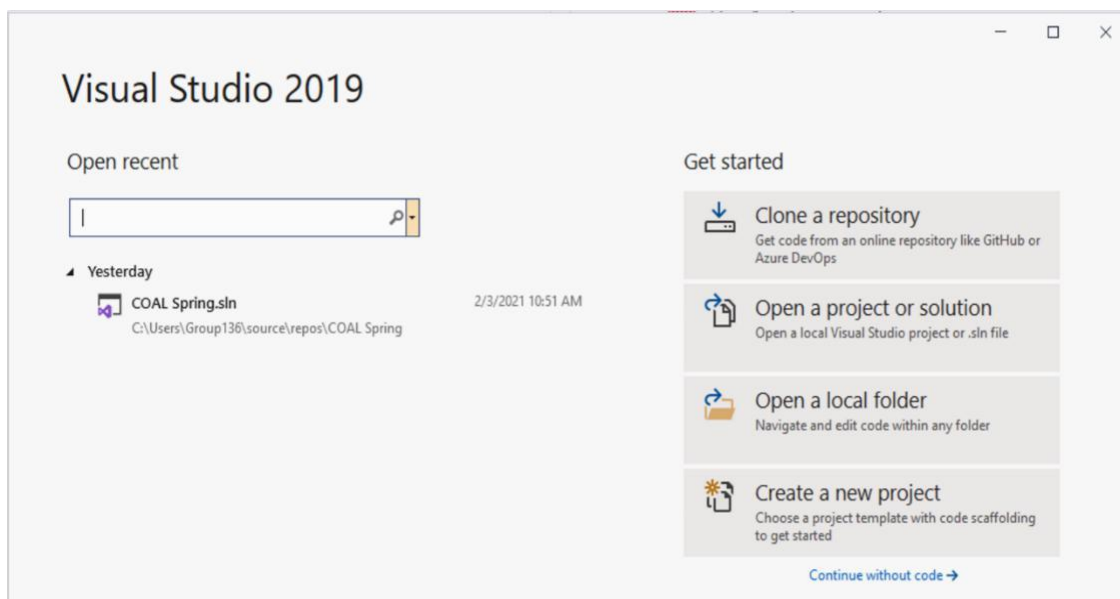 Visual Studio 2019
Open recent
Yesterday
COAL Spring.sln 2/3/2021 10:51 AM
C:\Users\Group136\source\repos\COAL Spring
Get started
Clone a repository
Get code from an online repository like GitHub or
Azure DevOps
Open a project or solution
Open a local Visual Studio project or .sln file
Open a local folder
Navigate and edit code within any folder
Create a new project
Choose a project template with code scaffolding
to get started
Continue without code →